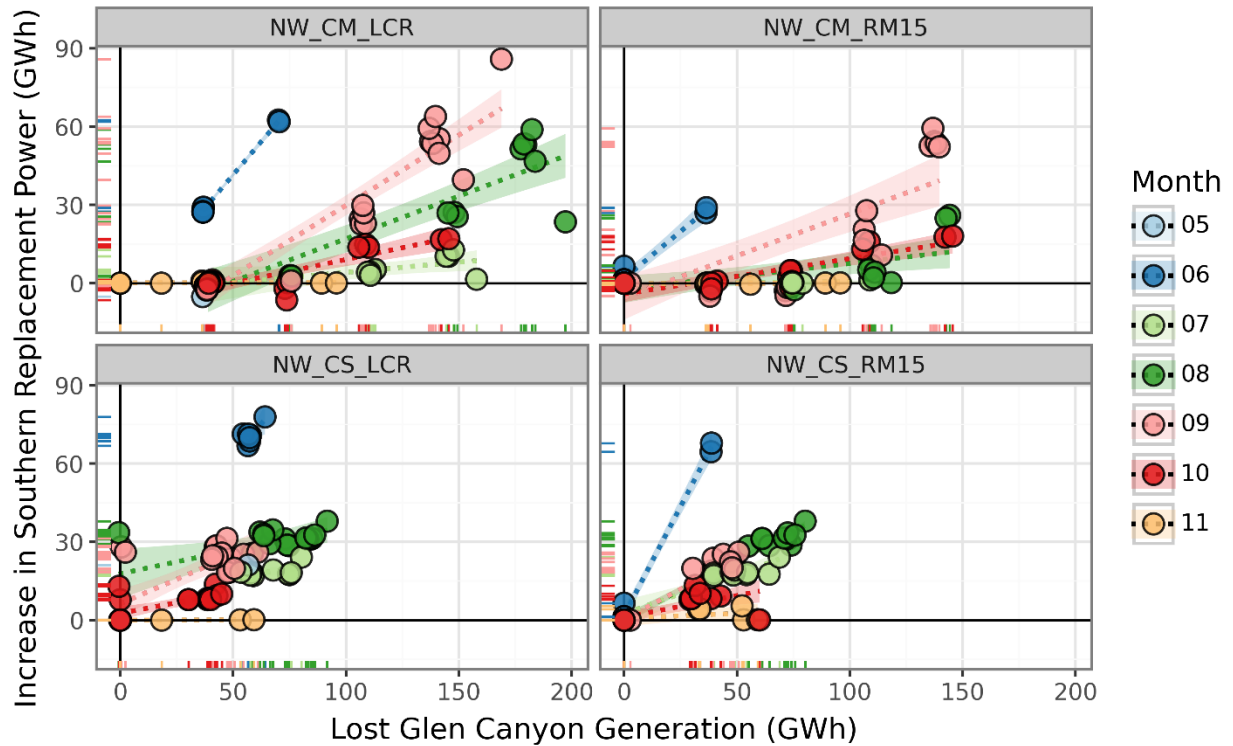 Increase in Southern Replacement Power (GWh)
NW_CM_LCR
NW_CM_RM15
90
60
30
0
NW_CS_LCR
NW_CS_RM15
90
60
30
0
0 50 100 150 200
0 50 100 150 200
Lost Glen Canyon Generation (GWh)
Month
05
06
07
08
09
10
11